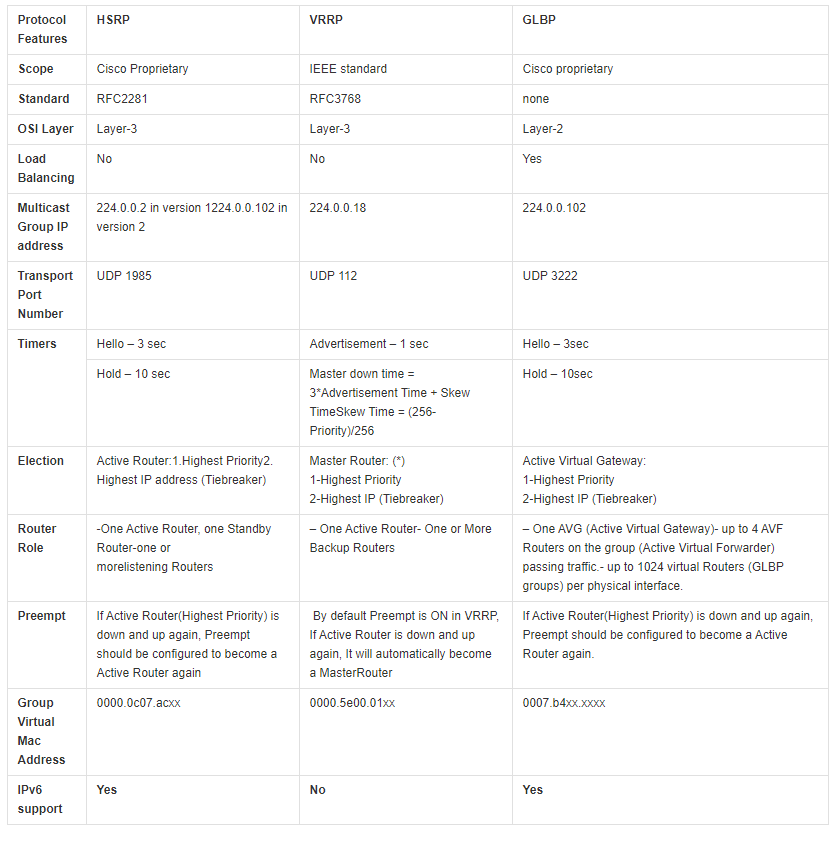 Protocol Features HSRP VRRP GLBP
Scope Cisco Proprietary IEEE standard Cisco proprietary
Standard RFC2281 RFC3768 none
OSI Layer Layer-3 Layer-3 Layer-2
Load Balancing No No Yes
Multicast Group IP address
224.0.0.2 in version 1224.0.0.102 in
version 2
224.0.0.18
224.0.0.102
Transport Port Number UDP 1985 UDP 112 UDP 3222
Timers Hello – 3 sec Advertisement – 1 sec Hello – 3sec
Hold – 10 sec
Master down time =
3*Advertisement Time + Skew
TimeSkew Time = (256-
Priority)/256
Hold – 10sec
Election
Active Router:1.Highest Priority2.
Highest IP address (Tiebreaker)
Master Router: (*)
1-Highest Priority
2-Highest IP (Tiebreaker)
Active Virtual Gateway:
1-Highest Priority
2-Highest IP (Tiebreaker)
Router
Role
-One Active Router, one Standby
Router-one or
morelistening Routers
– One Active Router- One or More
Backup Routers
– One AVG (Active Virtual Gateway)- up to 4 AVF
Routers on the group (Active Virtual Forwarder)
passing traffic.- up to 1024 virtual Routers (GLBP
groups) per physical interface.
Preempt
If Active Router(Highest Priority) is
down and up again, Preempt
should be configured to become a
Active Router again
By default Preempt is ON in VRRP,
If Active Router is down and up
again, It will automatically become
a MasterRouter
If Active Router(Highest Priority) is down and up again,
Preempt should be configured to become a Active
Router again.
Group
Virtual
Mac
Address
0000.0c07.acxx
0000.5e00.01xx
0007.b4xx.xxxx
IPv6
support
Yes
No
Yes